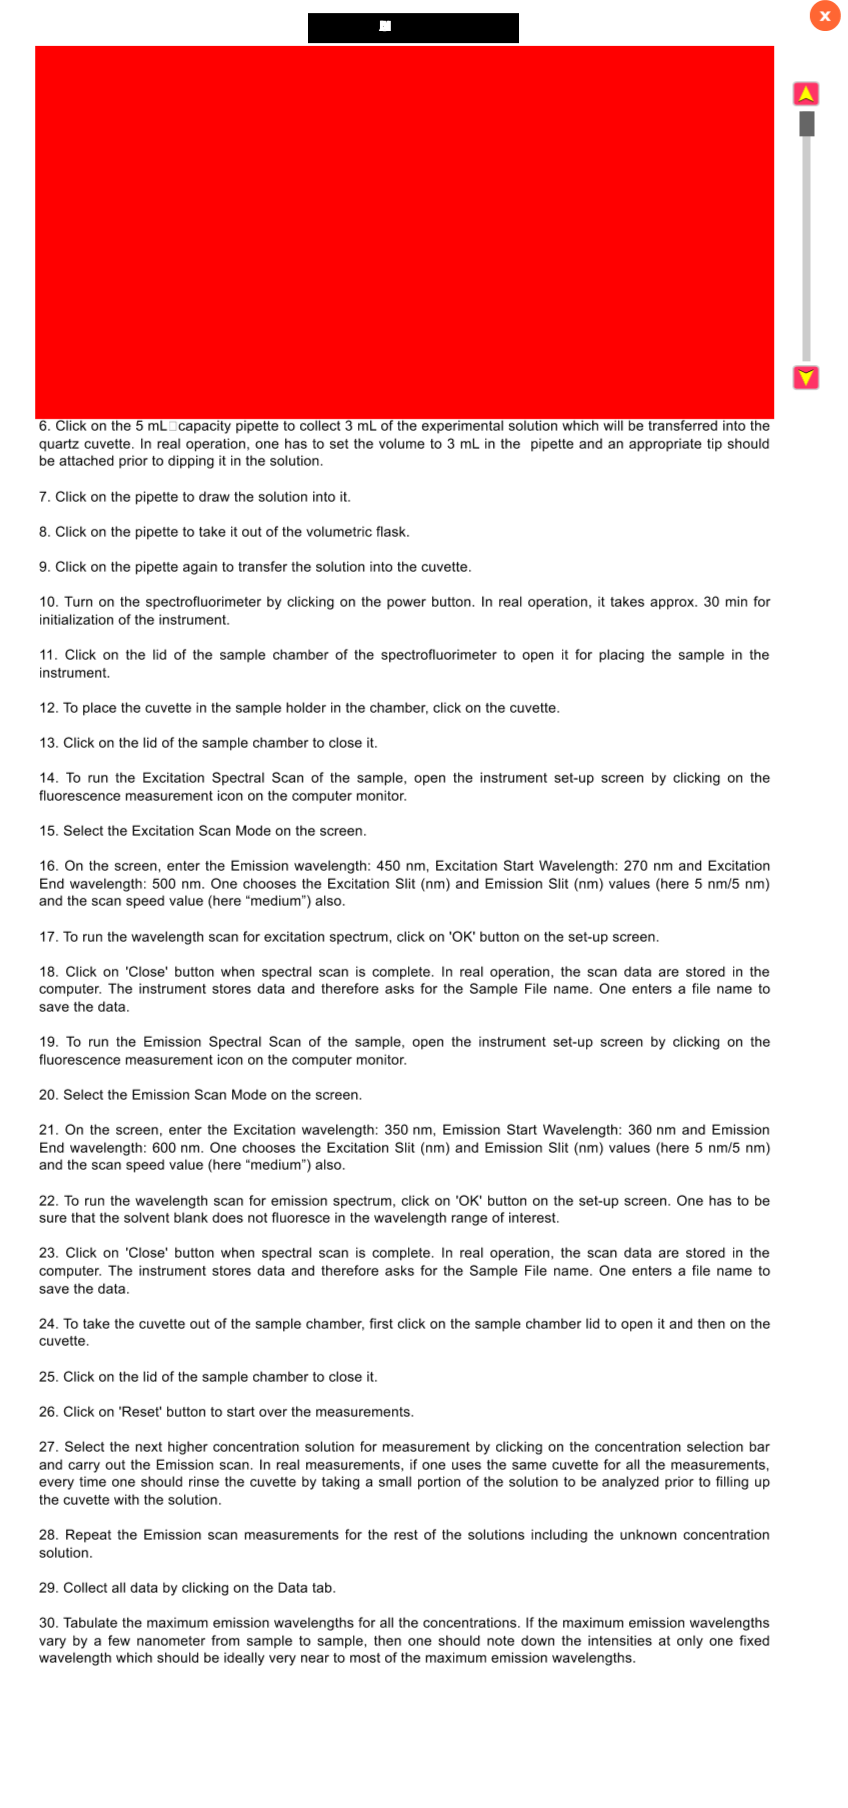 x
6. Click on the 5 mL□capacity pipette to collect 3 mL of the experimental solution which will be transferred into the
quartz cuvette. In real operation, one has to set the volume to 3 mL in the pipette and an appropriate tip should
be attached prior to dipping it in the solution.
7. Click on the pipette to draw the solution into it.
8. Click on the pipette to take it out of the volumetric flask.
9. Click on the pipette again to transfer the solution into the cuvette.
10. Turn on the spectrofluorimeter by clicking on the power button. In real operation, it takes approx. 30 min for
initialization of the instrument.
11. Click on the lid of the sample chamber of the spectrofluorimeter to open it for placing the sample in the
instrument.
12. To place the cuvette in the sample holder in the chamber, click on the cuvette.
13. Click on the lid of the sample chamber to close it.
14. To run the Excitation Spectral Scan of the sample, open the instrument set-up screen by clicking on the
fluorescence measurement icon on the computer monitor.
15. Select the Excitation Scan Mode on the screen.
16. On the screen, enter the Emission wavelength: 450 nm, Excitation Start Wavelength: 270 nm and Excitation
End wavelength: 500 nm. One chooses the Excitation Slit (nm) and Emission Slit (nm) values (here 5 nm/5 nm)
and the scan speed value (here “medium”) also.
17. To run the wavelength scan for excitation spectrum, click on 'OK' button on the set-up screen.
18. Click on 'Close' button when spectral scan is complete. In real operation, the scan data are stored in the
computer. The instrument stores data and therefore asks for the Sample File name. One enters a file name to
save the data.
19. To run the Emission Spectral Scan of the sample, open the instrument set-up screen by clicking on the
fluorescence measurement icon on the computer monitor.
20. Select the Emission Scan Mode on the screen.
21. On the screen, enter the Excitation wavelength: 350 nm, Emission Start Wavelength: 360 nm and Emission
End wavelength: 600 nm. One chooses the Excitation Slit (nm) and Emission Slit (nm) values (here 5 nm/5 nm)
and the scan speed value (here “medium”) also.
22. To run the wavelength scan for emission spectrum, click on 'OK' button on the set-up screen. One has to be
sure that the solvent blank does not fluoresce in the wavelength range of interest.
23. Click on 'Close' button when spectral scan is complete. In real operation, the scan data are stored in the
computer. The instrument stores data and therefore asks for the Sample File name. One enters a file name to
save the data.
24. To take the cuvette out of the sample chamber, first click on the sample chamber lid to open it and then on the
cuvette.
25. Click on the lid of the sample chamber to close it.
26. Click on 'Reset' button to start over the measurements.
27. Select the next higher concentration solution for measurement by clicking on the concentration selection bar
and carry out the Emission scan. In real measurements, if one uses the same cuvette for all the measurements,
every time one should rinse the cuvette by taking a small portion of the solution to be analyzed prior to filling up
the cuvette with the solution.
28. Repeat the Emission scan measurements for the rest of the solutions including the unknown concentration
solution.
29. Collect all data by clicking on the Data tab.
30. Tabulate the maximum emission wavelengths for all the concentrations. If the maximum emission wavelengths
vary by a few nanometer from sample to sample, then one should note down the intensities at only one fixed
wavelength which should be ideally very near to most of the maximum emission wavelengths.